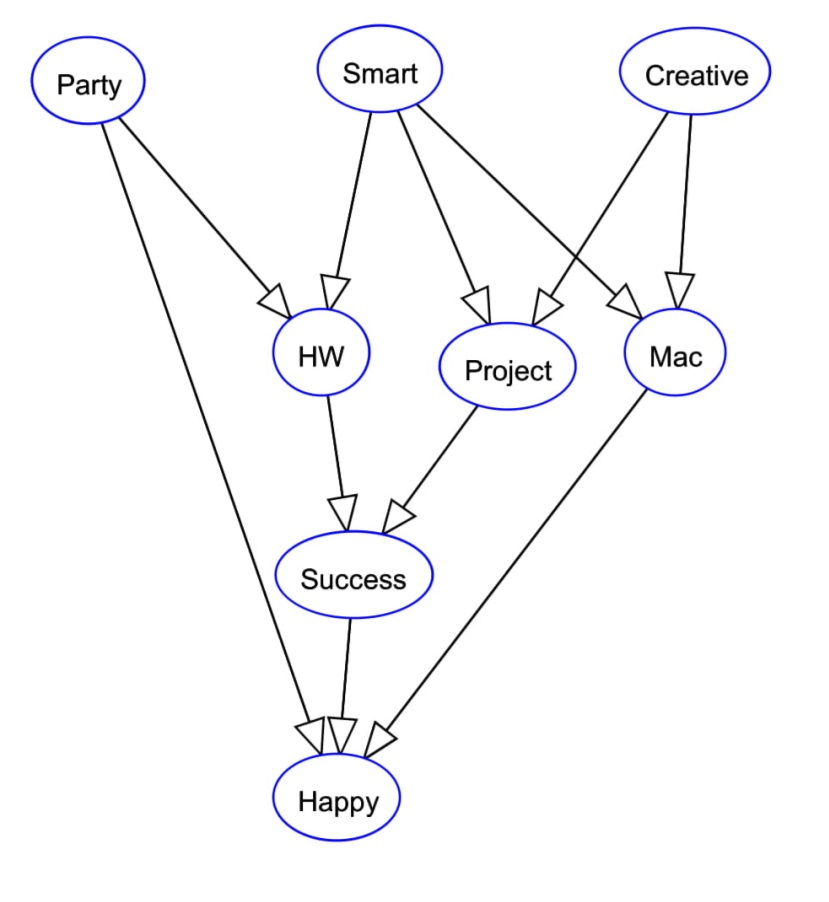 Party
Smart
Creative
HW
Project
Mac
Success
Happy